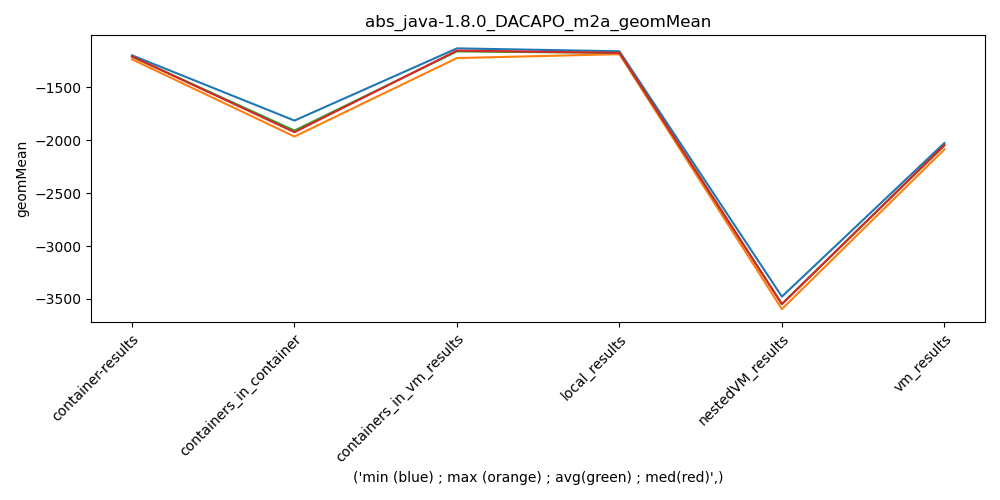 abs_java-1.8.0_DACAPO_m2a_geomMean
geomMean
−1500
−2000
−2500
−3000
−3500
container-results
containers_in_container
containers_in_vm_results
local_results
nestedVM_results
vm_results
('min (blue) ; max (orange) ; avg(green) ; med(red)',)